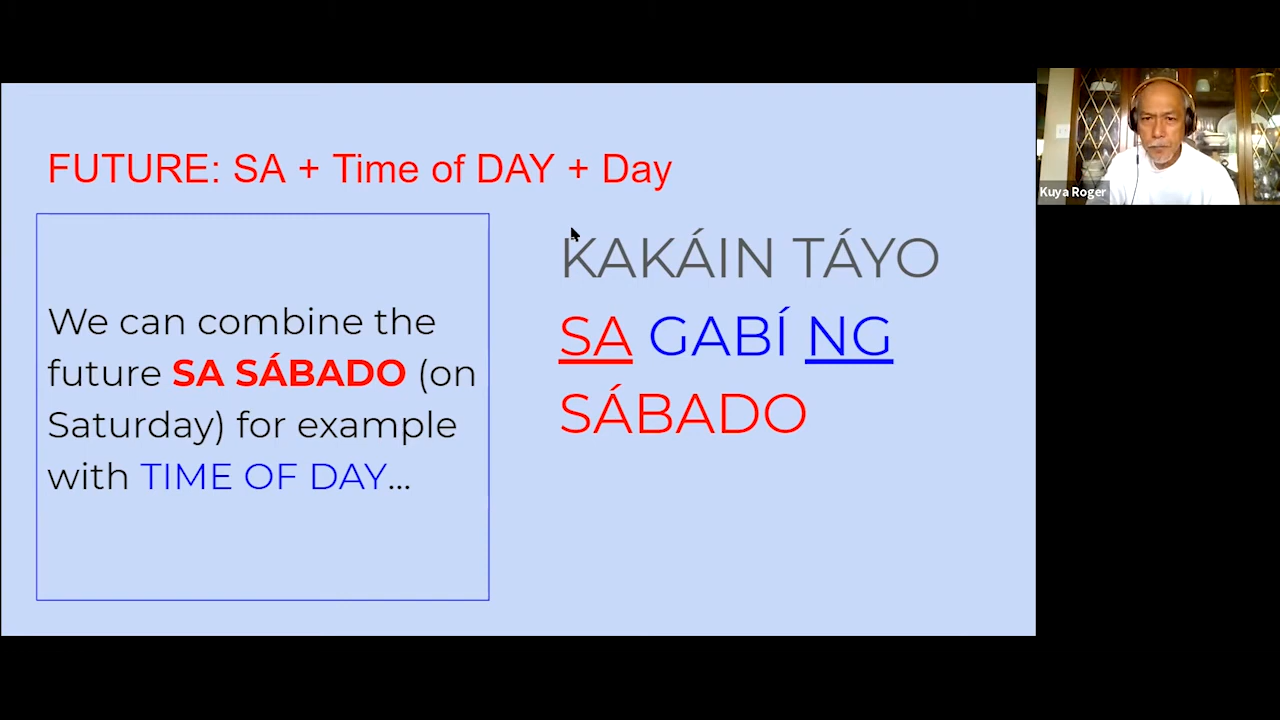 FUTURE: SA + Time of DAY + Day
We can combine the
future SA SÁBADO (on
Saturday) for example
with TIME OF DAY...
KAKÁIN TÁYO
SA GABÍ NG
SÁBADO
Kuya Roger